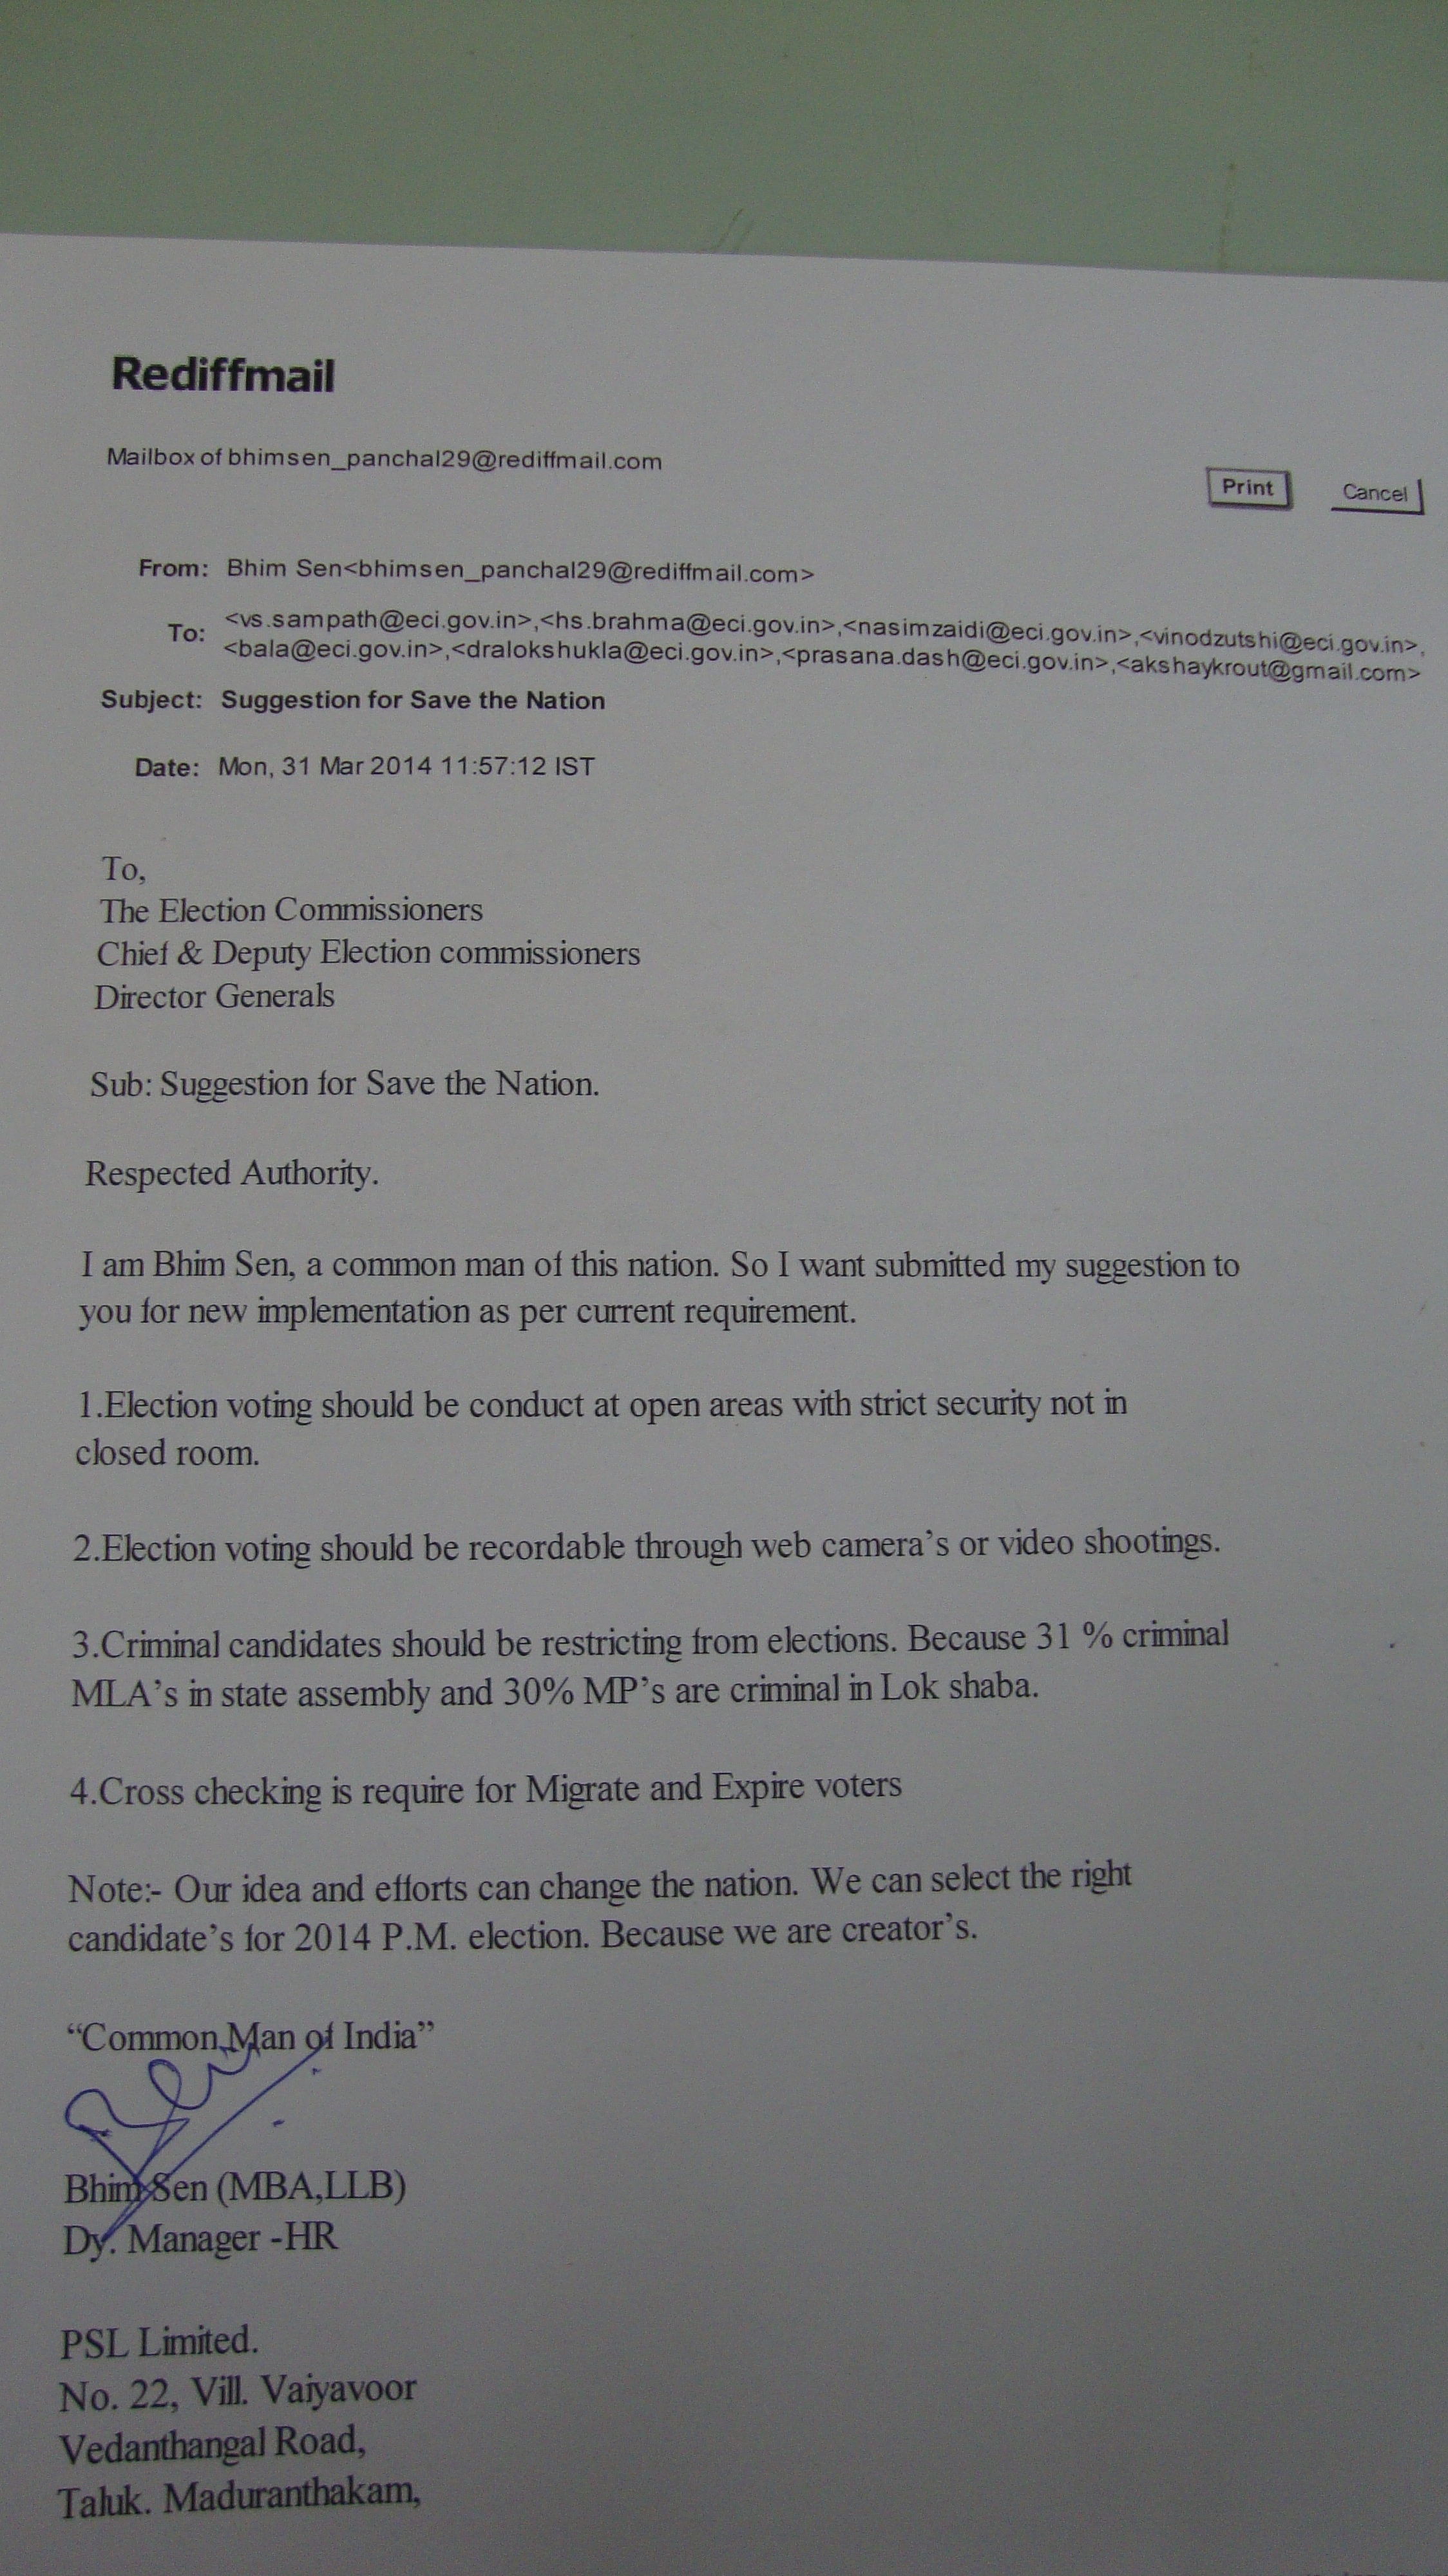 Rediffmail
Mailbox of bhimsen_panchal29@rediffmail.com
Print Cancel
From: Bhim Sen<bhimsen_panchal29@rediffmail.com>
To: <vs.sampath@eci.gov.in>,<hs.brahma@eci.gov.in>,<nasimzaidi@eci.gov.in>,<vinodzutshi@eci.gov.in>,
<bala@eci.gov.in>,<dralokshukla@eci.gov.in>,<prasana.dash@eci.gov.in>,<akshaykrout@gmail.com>
Subject: Suggestion for Save the Nation
Date: Mon, 31 Mar 2014 11:57:12 IST
To,
The Election Commissioners
Chief & Deputy Election commissioners
Director Generals
Sub: Suggestion for Save the Nation.
Respected Authority.
I am Bhim Sen, a common man of this nation. So I want submitted my suggestion to
you for new implementation as per current requirement.
1.Election voting should be conduct at open areas with strict security not in
closed room.
2.Election voting should be recordable through web camera’s or video shootings.
3.Criminal candidates should be restricting from elections. Because 31 % criminal
MLA’s in state assembly and 30% MP’s are criminal in Lok shaba.
4.Cross checking is require for Migrate and Expire voters
Note:- Our idea and efforts can change the nation. We can select the right
candidate’s for 2014 P.M. election. Because we are creator’s.
“Common Man of India”
Bhim Sen (MBA,LLB)
Dy. Manager -HR
PSL Limited.
No. 22, Vill. Vaiyavoor
Vedanthangal Road,
Taluk. Maduranthakam,